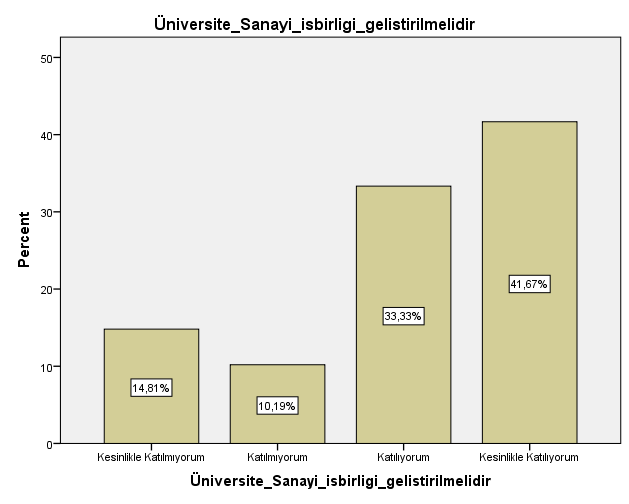 Üniversite_Sanayi_isbirligi_gelistirilmelidir
50
40
30
20
10
0
Percent
14,81%
10,19%
33,33%
41,67%
Kesinlikle Katılmıyorum
Katılmıyorum
Katılıyorum
Kesinlikle Katılıyorum
Üniversite_Sanayi_isbirligi_gelistirilmelidir